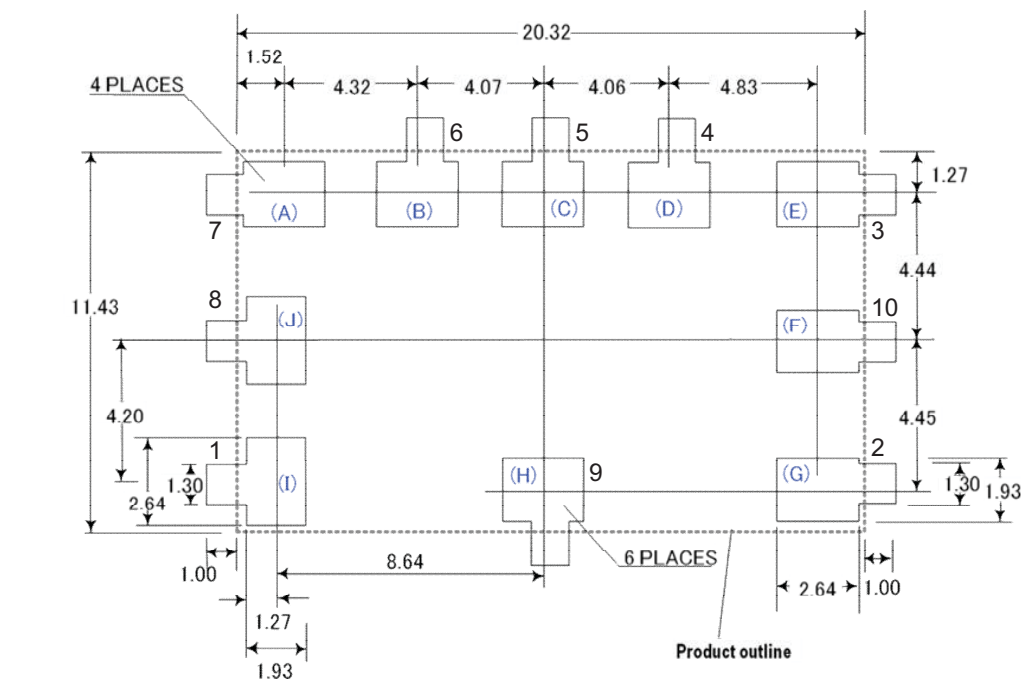 20.32
1.52
4.32
4.07
4.06
4.83
4 PLACES
6
5
4
1.27
(A)
(B)
(C)
(D)
(E)
7
3
4.44
8
10
11.43
(J)
(F)
4.20
4.45
1
2
(H)
9
(G)
(I)
1.30
2.64
1.30
1.93
6 PLACES
8.64
1.00
2.64
1.00
1.27
Product outline
1.93